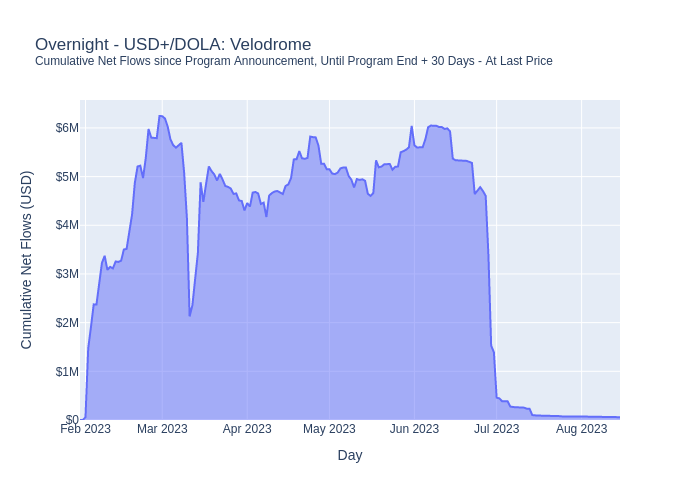 Overnight - USD+/DOLA: Velodrome
Cumulative Net Flows since Program Announcement, Until Program End + 30 Days - At Last Price
Cumulative Net Flows (USD)
$6M
$5M
$4M
$3M
$2M
$1M
$0
Feb 2023 Mar 2023 Apr 2023 May 2023 Jun 2023 Jul 2023 Aug 2023
Day